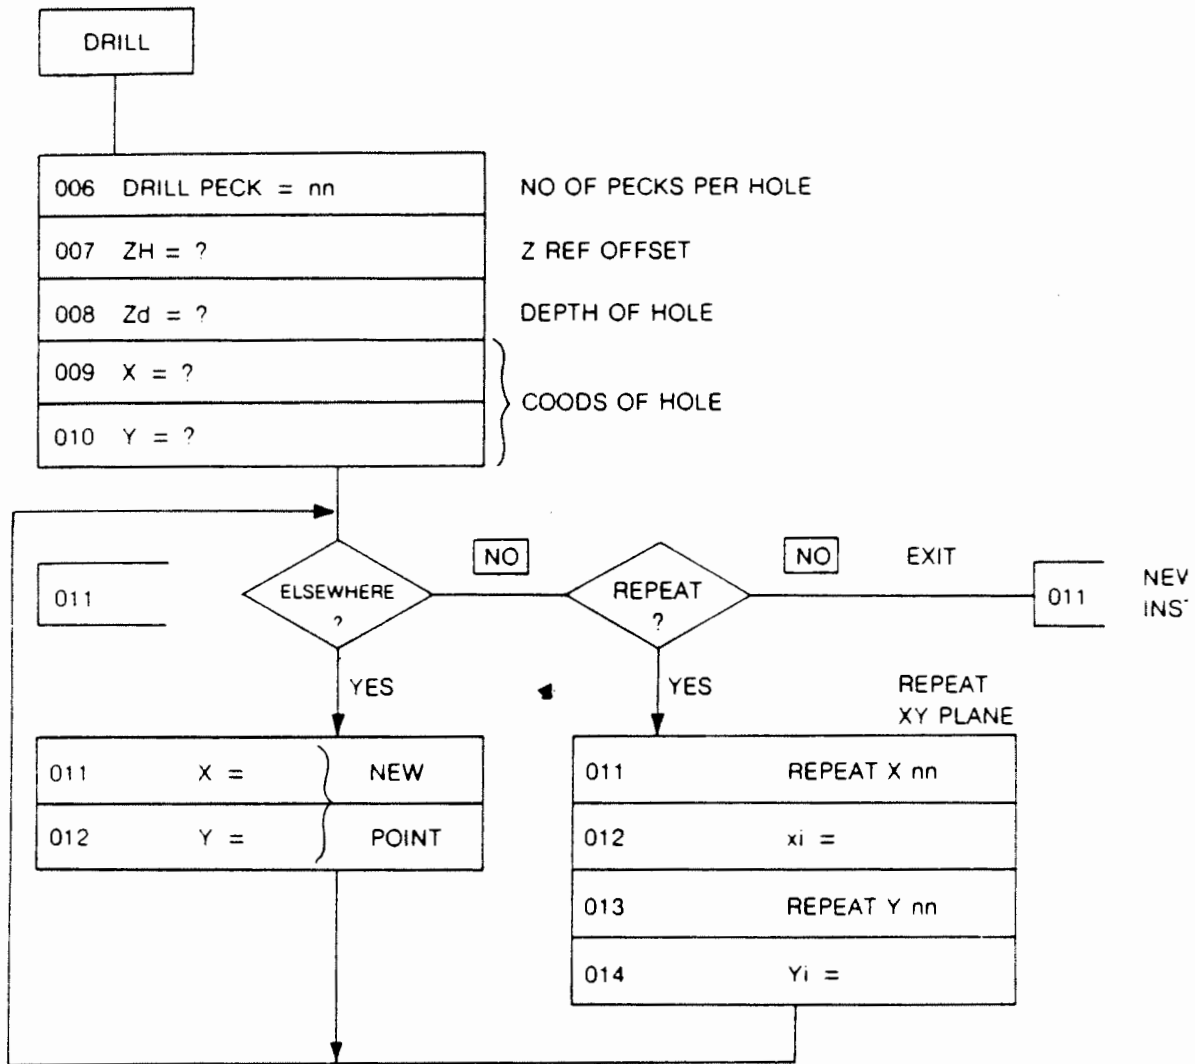 DRILL
006 DRILL PECK = nn
NO OF PECKS PER HOLE
007 ZH = ?
Z REF OFFSET
008 Zd = ?
DEPTH OF HOLE
009 X = ?
010 Y = ?
COODS OF HOLE
011
ELSEWHERE
?
NO
REPEAT
?
NO
EXIT
011
YES
YES
REPEAT
XY PLANE
011 X = NEW
012 Y = POINT
011 REPEAT X nn
012 xi =
013 REPEAT Y nn
014 Yi =